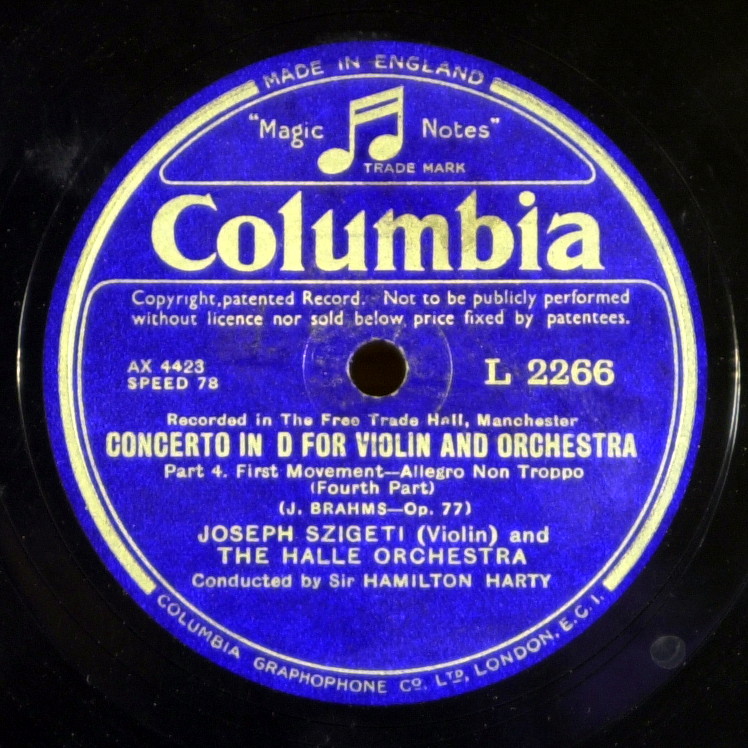 MADE IN ENGLAND
"Magic Notes"
TRADE MARK
Columbia
Copyright, patented Record. Not to be publicly performed
without licence nor sold below price fixed by patentees.
AX 4423
SPEED 78
L 2266
Recorded in The Free Trade Hall, Manchester
CONCERTO IN D FOR VIOLIN AND ORCHESTRA
Part 4. First Movement—Allegro Non Troppo
(Fourth Part)
(J. BRAHMS—Op. 77)
JOSEPH SZIGETI (Violin) and
THE HALLE ORCHESTRA
Conducted by Sir HAMILTON HARTY
COLUMBIA GRAPHOPHONE CO. LTD, LONDON, E.C.1.